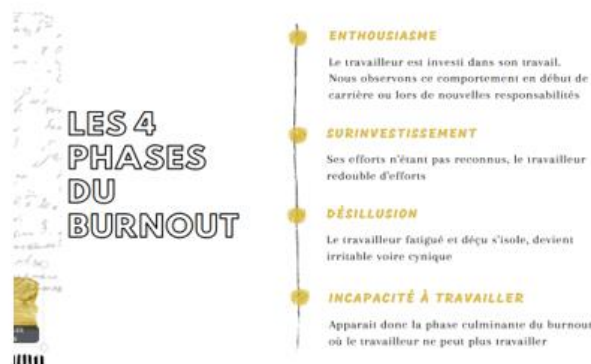 LES 4
PHASES
DU
BURNOUT
ENTHOUSIASME
Le travailleur est investi dans son travail.
Nous observons ce comportement en début de
carrière ou lors de nouvelles responsabilités
SURINVESTISSEMENT
Ses efforts n'étant pas reconnus, le travailleur
redouble d'efforts
DÉSILLUSION
Le travailleur fatigué et déçu s'isole, devient
irritable voire cynique
INCAPACITÉ À TRAVAILLER
Apparait donc la phase culminante du burnout
où le travailleur ne peut plus travailler